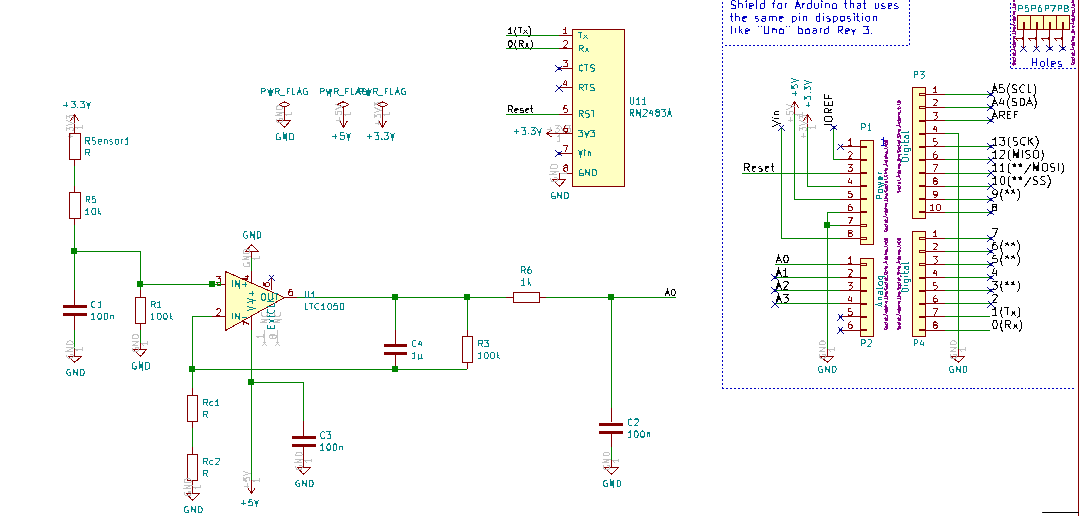 Shield for Arduino that uses
the same pin disposition
like "Uno" board Rev 3.
P5P6P7P8
1 1 1 1
Holes
1(Tx) 1 Tx
0(Rx) 2 Rx
3 CTS
4 RTS
Reset 5 RST
+3.3V 6 3V3
7 Vin
8 GND
GND
U11
RN2483A
PWR_FLAG
GND
PWR_FLAG
+5V
PWR_FLAG
+3.3V
+3.3V
RSensor1
R
R5
10k
C1
100n
GND
R1
100k
GND
GND
3 IN+
2 IN-
4 V-
7 V+
OUT 6
U1
LTC1050
C4
1µ
R3
100k
R6
1k
A0
C2
100n
GND
Rc1
R
Rc2
R
GND
C3
100n
GND
+5V
Vin
+5V
+3.3V
IOREF
Reset
P1
Power
1
2
3
4
5
6
7
8
A0 1
A1 2
A2 3
A3 4
5
6
Analog
P2
GND
P3
Digital
1 A5(SCL)
2 A4(SDA)
3 AREF
4
5 13(SCK)
6 12(MISO)
7 11(**/MOSI)
8 10(**/SS)
9 9(**)
10 8
Digital
1 7
2 6(**)
3 5(**)
4 4
5 3(**)
6 2
7 1(Tx)
8 0(Rx)
P4
GND